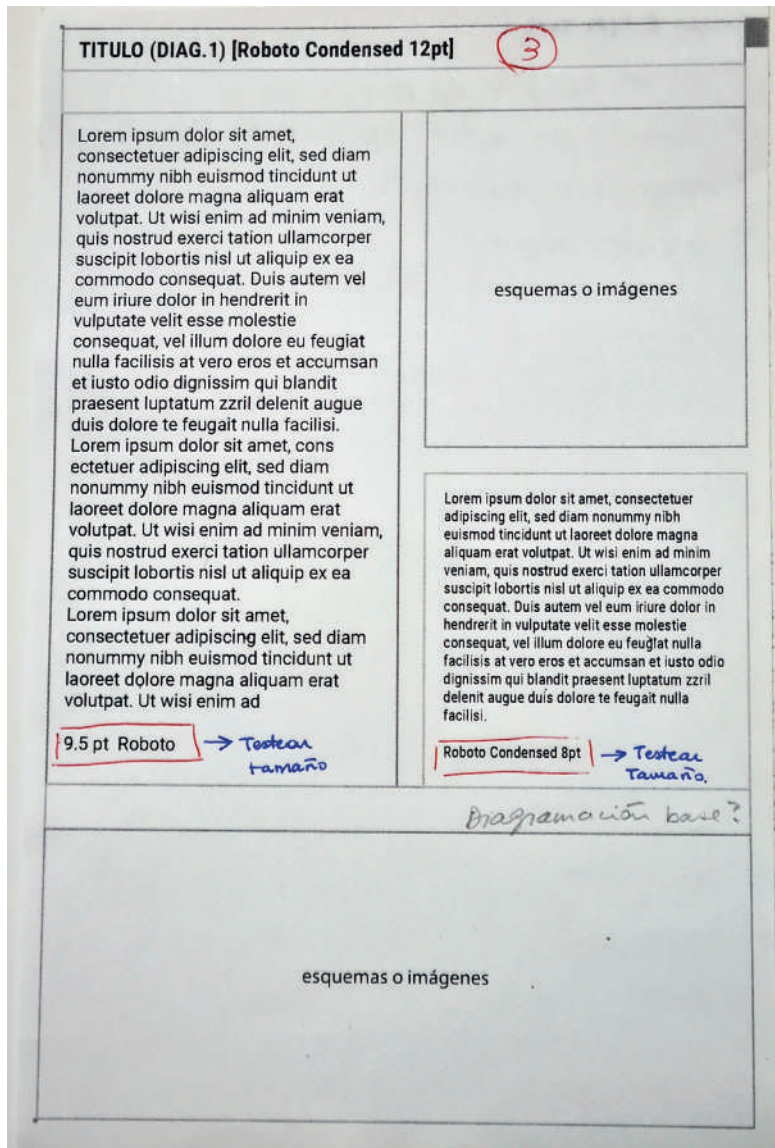 TITULO (DIAG.1) [Roboto Condensed 12pt]
3
Lorem ipsum dolor sit amet,
consectetuer adipiscing elit, sed diam
nonummy nibh euismod tincidunt ut
laoreet dolore magna aliquam erat
volutpat. Ut wisi enim ad minim veniam,
quis nostrud exerci tation ullamcorper
suscipit lobortis nisl ut aliquip ex ea
commodo consequat. Duis autem vel
eum iriure dolor in hendrerit in
vulputate velit esse molestie
consequat, vel illum dolore eu feugiat
nulla facilisis at vero eros et accumsan
et iusto odio dignissim qui blandit
praesent luptatum zzril delenit augue
duis dolore te feugait nulla facilisi.
Lorem ipsum dolor sit amet, cons
ectetuer adipiscing elit, sed diam
nonummy nibh euismod tincidunt ut
laoreet dolore magna aliquam erat
volutpat. Ut wisi enim ad minim veniam,
quis nostrud exerci tation ullamcorper
suscipit lobortis nisl ut aliquip ex ea
commodo consequat.
Lorem ipsum dolor sit amet,
consectetuer adipiscing elit, sed diam
nonummy nibh euismod tincidunt ut
laoreet dolore magna aliquam erat
volutpat. Ut wisi enim ad
9.5 pt Roboto → Testear
tamaño
esquemas o imágenes
Lorem ipsum dolor sit amet, consectetuer
adipiscing elit, sed diam nonummy nibh
euismod tincidunt ut laoreet dolore magna
aliquam erat volutpat. Ut wisi enim ad minim
veniam, quis nostrud exerci tation ullamcorper
suscipit lobortis nisl ut aliquip ex ea commodo
consequat. Duis autem vel eum iriure dolor in
hendrerit in vulputate velit esse molestie
consequat, vel illum dolore eu feugiat nulla
facilisis at vero eros et accumsan et iusto odio
dignissim qui blandit praesent luptatum zzril
delenit augue duis dolore te feugait nulla
facilisi.
Roboto Condensed 8pt → Testear
Tamaño.
Diagramación base?
esquemas o imágenes